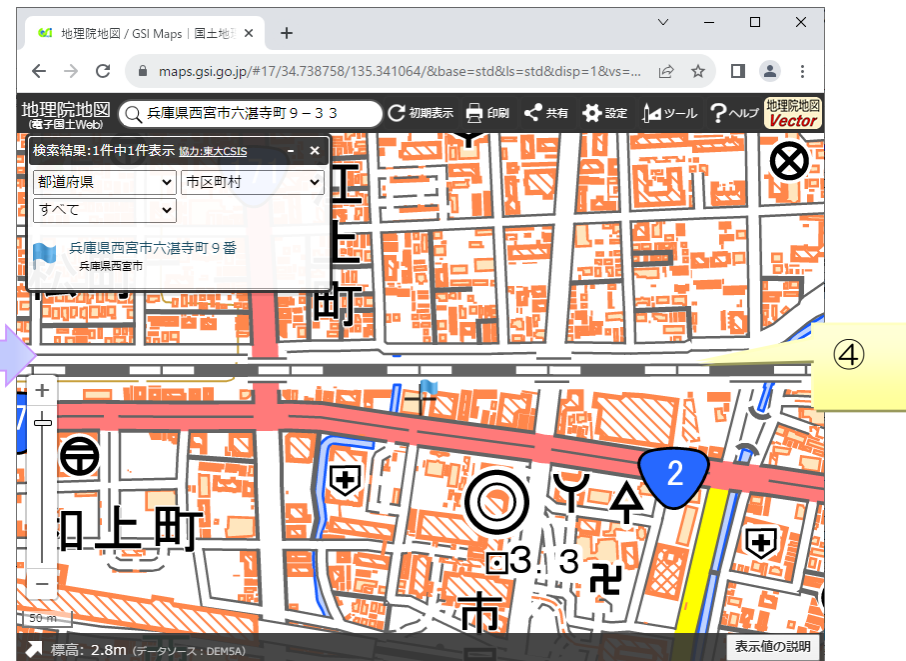 地理院地図 / GSI Maps｜国土地
maps.gsi.go.jp/#17/34.738758/135.341064/&base=std&ls=std&disp=1&vs=...
地理院地図
(電子国土Web)
兵庫県西宮市六湛寺町９－３３
初期表示
印刷
共有
設定
ツール
ヘルプ
地理院地図
Vector
検索結果:1件中1件表示 協力:東大CSIS
都道府県
市区町村
すべて
兵庫県西宮市六湛寺町９番
兵庫県西宮市
江上町
④
2
上町
3.3
市
50 m
標高: 2.8m (データソース：DEM5A)
表示値の説明